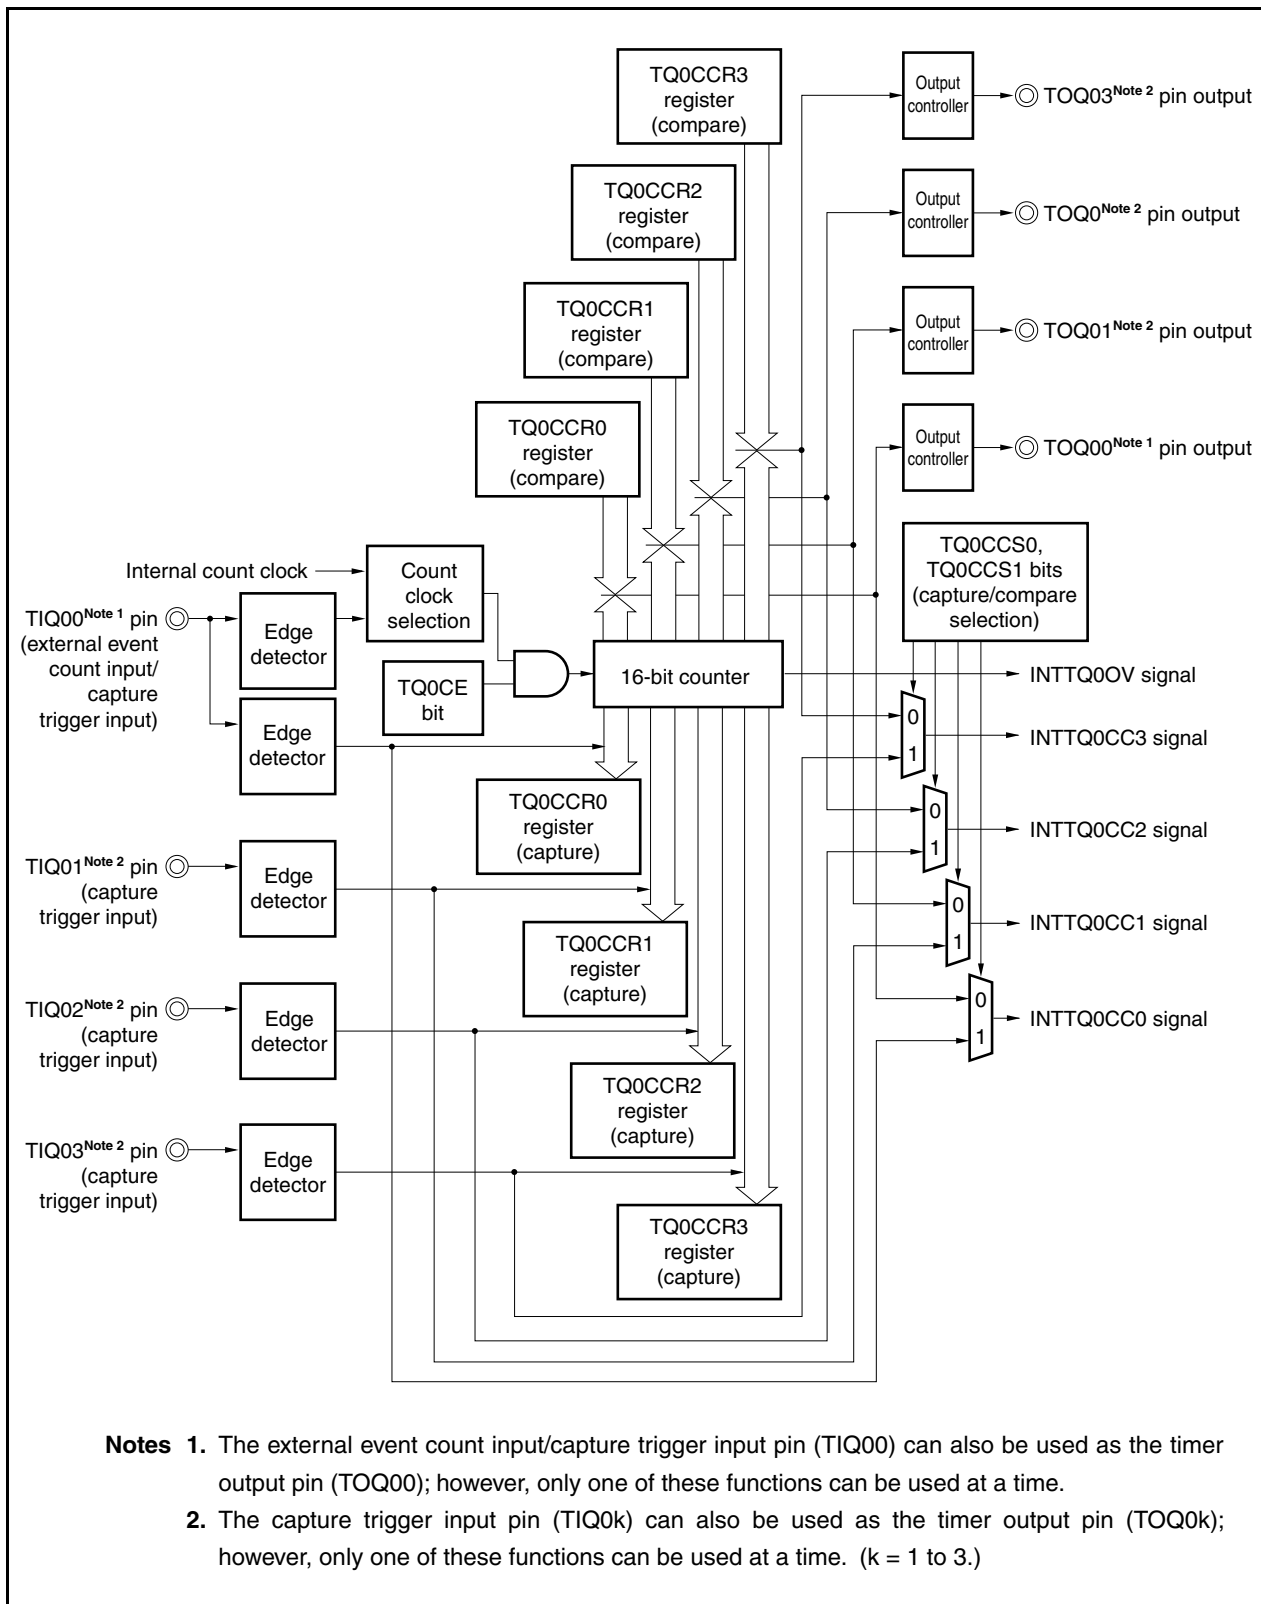 TQ0CCR3
register
(compare)
Output
controller
TOQ03Note 2 pin output
TQ0CCR2
register
(compare)
Output
controller
TOQ0Note 2 pin output
TQ0CCR1
register
(compare)
Output
controller
TOQ01Note 2 pin output
TQ0CCR0
register
(compare)
Output
controller
TOQ00Note 1 pin output
TQ0CCS0,
TQ0CCS1 bits
(capture/compare
selection)
Internal count clock
Count
clock
selection
TIQ00Note 1 pin
(external event
count input/
capture
trigger input)
Edge
detector
TQ0CE
bit
16-bit counter
INTTQ0OV signal
Edge
detector
0
1
INTTQ0CC3 signal
TQ0CCR0
register
(capture)
0
1
INTTQ0CC2 signal
TIQ01Note 2 pin
(capture
trigger input)
Edge
detector
0
1
INTTQ0CC1 signal
TQ0CCR1
register
(capture)
TIQ02Note 2 pin
(capture
trigger input)
Edge
detector
0
1
INTTQ0CC0 signal
TQ0CCR2
register
(capture)
TIQ03Note 2 pin
(capture
trigger input)
Edge
detector
TQ0CCR3
register
(capture)
Notes 1. The external event count input/capture trigger input pin (TIQ00) can also be used as the timer
output pin (TOQ00); however, only one of these functions can be used at a time.
2. The capture trigger input pin (TIQ0k) can also be used as the timer output pin (TOQ0k);
however, only one of these functions can be used at a time. (k = 1 to 3.)